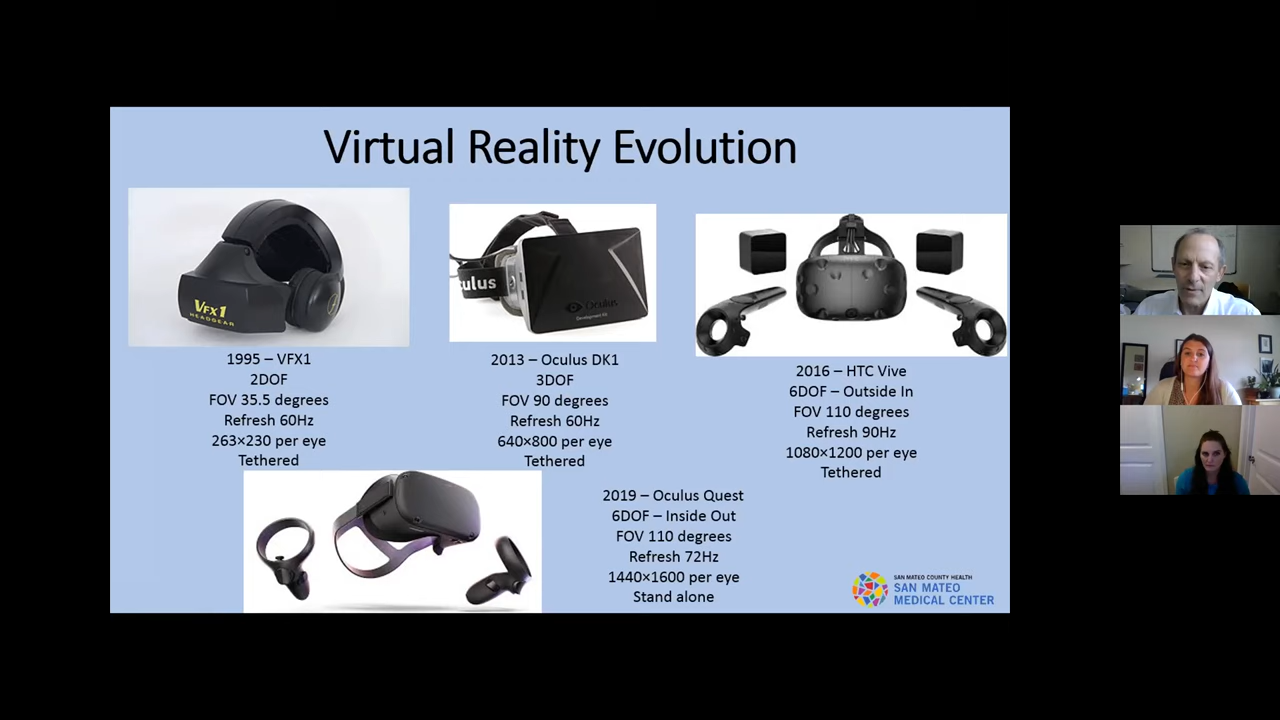 Virtual Reality Evolution
VFX1
HEADGEAR
1995 – VFX1
2DOF
FOV 35.5 degrees
Refresh 60Hz
263×230 per eye
Tethered
culus
Oculus
Development Kit
2013 – Oculus DK1
3DOF
FOV 90 degrees
Refresh 60Hz
640×800 per eye
Tethered
2016 – HTC Vive
6DOF – Outside In
FOV 110 degrees
Refresh 90Hz
1080×1200 per eye
Tethered
2019 – Oculus Quest
6DOF – Inside Out
FOV 110 degrees
Refresh 72Hz
1440×1600 per eye
Stand alone
SAN MATEO COUNTY HEALTH
SAN MATEO
MEDICAL CENTER